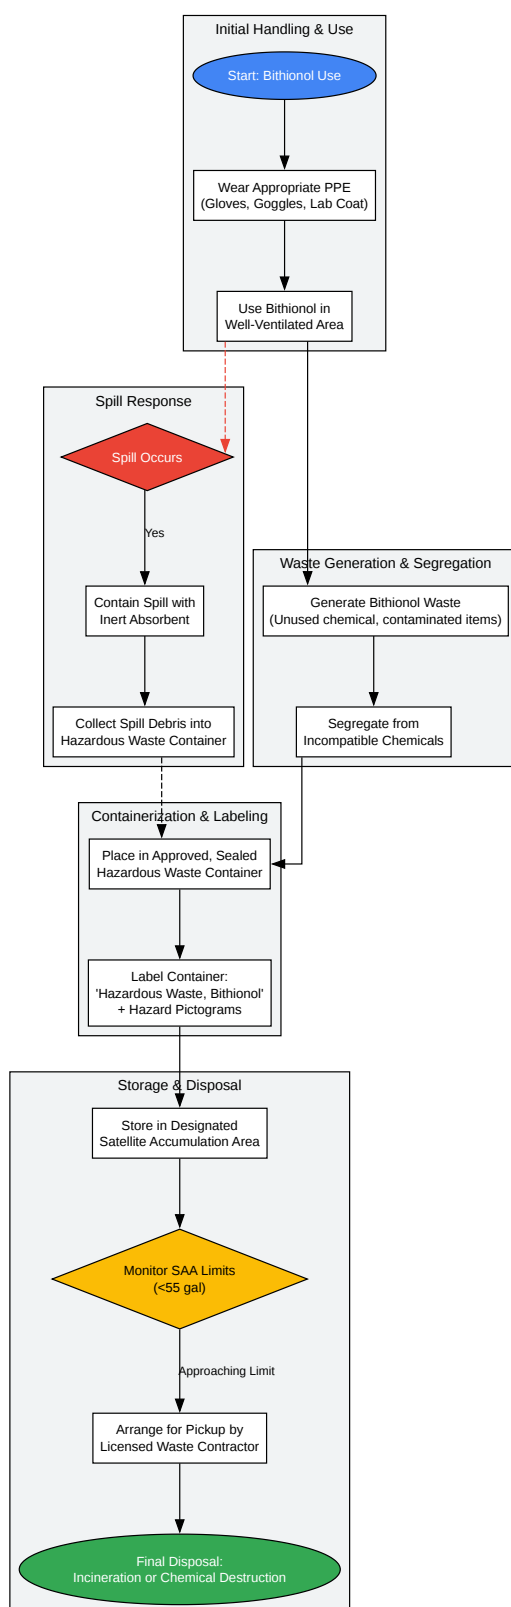 Initial Handling & Use
Start: Bithionol Use
Wear Appropriate PPE
(Gloves, Goggles, Lab Coat)
Use Bithionol in
Well-Ventilated Area
Spill Response
Spill Occurs
Yes
Contain Spill with
Inert Absorbent
Collect Spill Debris into
Hazardous Waste Container
Waste Generation & Segregation
Generate Bithionol Waste
(Unused chemical, contaminated items)
Segregate from
Incompatible Chemicals
Containerization & Labeling
Place in Approved, Sealed
Hazardous Waste Container
Label Container:
'Hazardous Waste, Bithionol'
+ Hazard Pictograms
Storage & Disposal
Store in Designated
Satellite Accumulation Area
Monitor SAA Limits
(<55 gal)
Approaching Limit
Arrange for Pickup by
Licensed Waste Contractor
Final Disposal:
Incineration or Chemical Destruction